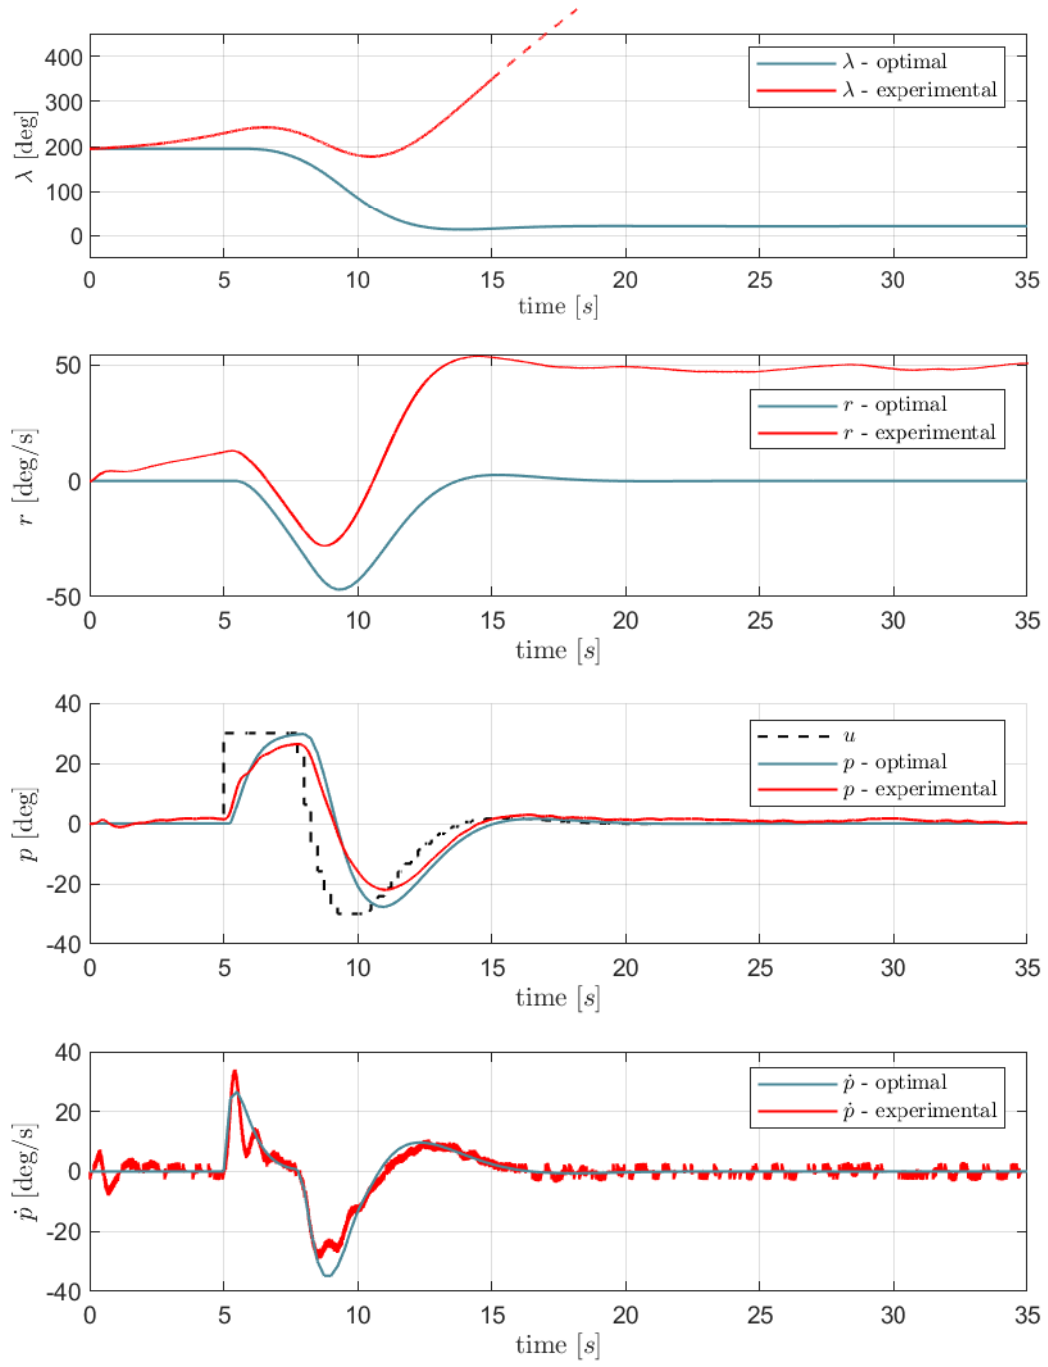 400
300
200
100
0
λ [deg]
λ - optimal
λ - experimental
0 5 10 15 20 25 30 35
time [s]
50
0
-50
r [deg/s]
r - optimal
r - experimental
0 5 10 15 20 25 30 35
time [s]
40
20
0
-20
-40
p [deg]
u
p - optimal
p - experimental
0 5 10 15 20 25 30 35
time [s]
40
20
0
-20
-40
ṗ [deg/s]
ṗ - optimal
ṗ - experimental
0 5 10 15 20 25 30 35
time [s]